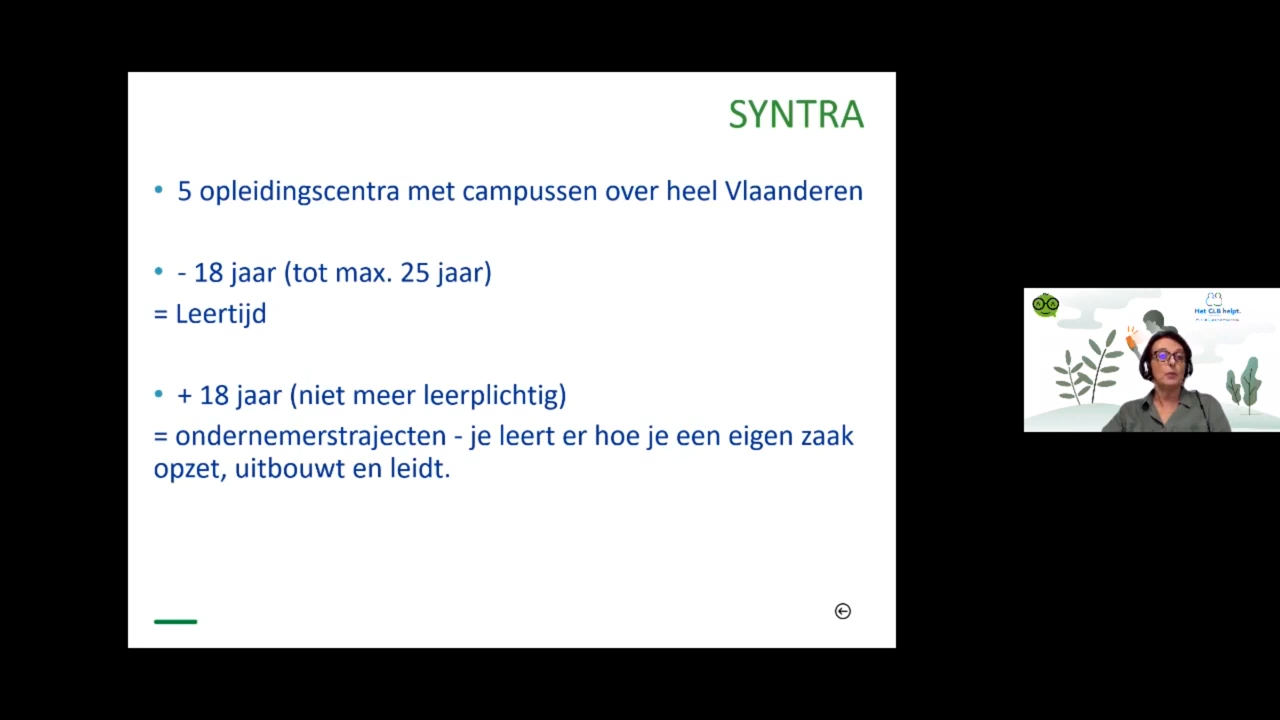 SYNTRA
• 5 opleidingscentra met campussen over heel Vlaanderen
• - 18 jaar (tot max. 25 jaar)
= Leertijd
• + 18 jaar (niet meer leerplichtig)
= ondernemerstrajecten - je leert er hoe je een eigen zaak
opzet, uitbouwt en leidt.
Het CLB helpt.